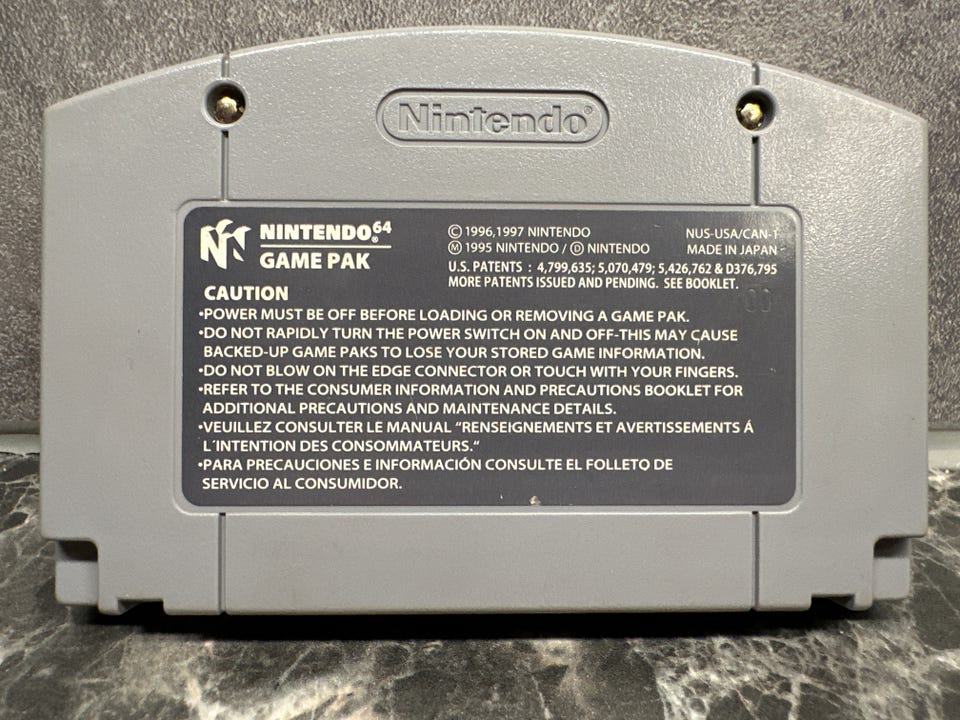 Nintendo®
NINTENDO 64®
GAME PAK
© 1996,1997 NINTENDO
Ⓜ 1995 NINTENDO / Ⓓ NINTENDO
NUS-USA/CAN-1
MADE IN JAPAN
U.S. PATENTS : 4,799,635; 5,070,479; 5,426,762 & D376,795
MORE PATENTS ISSUED AND PENDING. SEE BOOKLET.
00
CAUTION
•POWER MUST BE OFF BEFORE LOADING OR REMOVING A GAME PAK.
•DO NOT RAPIDLY TURN THE POWER SWITCH ON AND OFF-THIS MAY CAUSE
BACKED-UP GAME PAKS TO LOSE YOUR STORED GAME INFORMATION.
•DO NOT BLOW ON THE EDGE CONNECTOR OR TOUCH WITH YOUR FINGERS.
•REFER TO THE CONSUMER INFORMATION AND PRECAUTIONS BOOKLET FOR
ADDITIONAL PRECAUTIONS AND MAINTENANCE DETAILS.
•VEUILLEZ CONSULTER LE MANUAL “RENSEIGNEMENTS ET AVERTISSEMENTS Á
L'INTENTION DES CONSOMMATEURS.“
•PARA PRECAUCIONES E INFORMACIÓN CONSULTE EL FOLLETO DE
SERVICIO AL CONSUMIDOR.